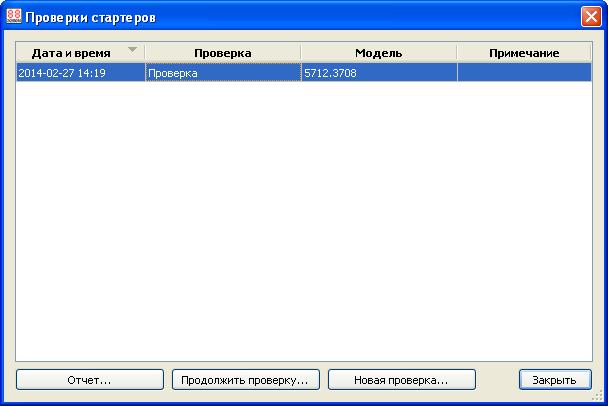 Проверки стартеров
Дата и время Проверка Модель Примечание
2014-02-27 14:19 Проверка 5712.3708
Отчет... Продолжить проверку... Новая проверка... Закрыть